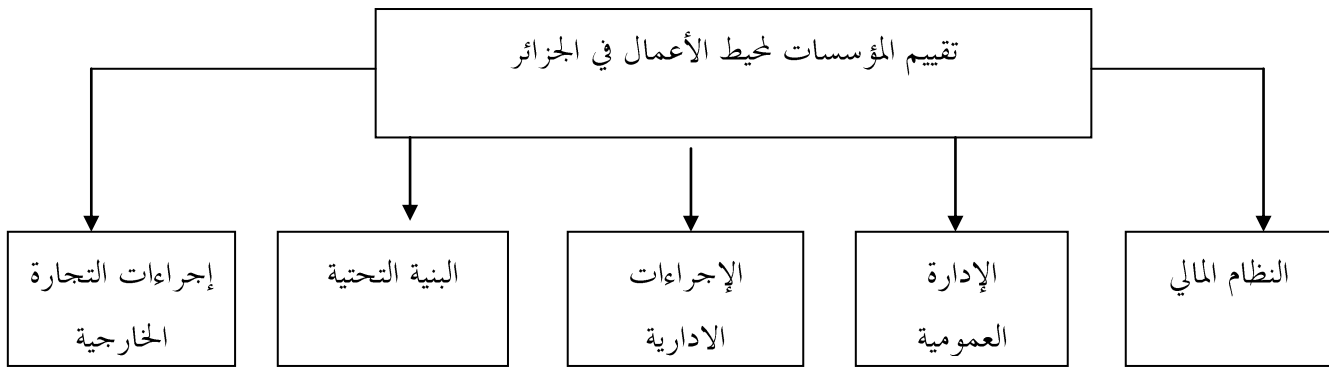 تقييم المؤسسات لمحيط الأعمال في الجزائر
النظام المالي
الإدارة
العمومية
الإجراءات
الادارية
البنية التحتية
إجراءات التجارة
الخارجية